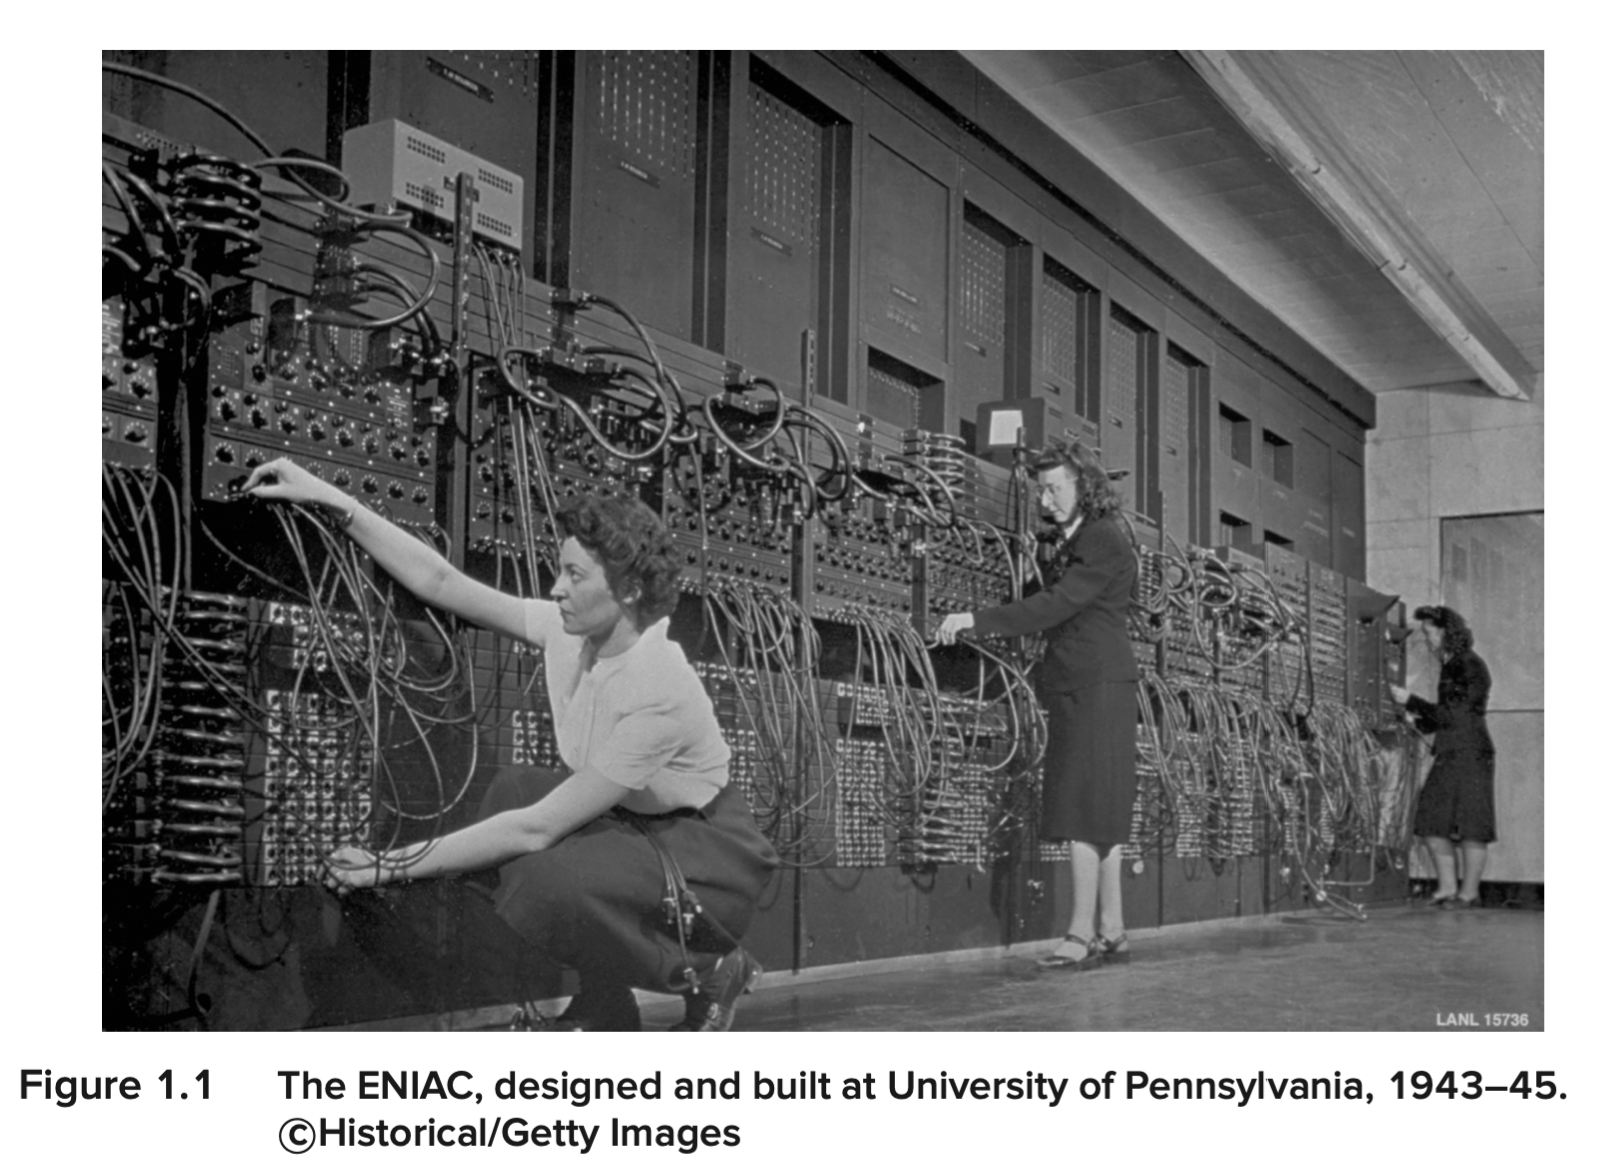 LANL 15736
Figure 1.1 The ENIAC, designed and built at University of Pennsylvania, 1943–45.
©Historical/Getty Images